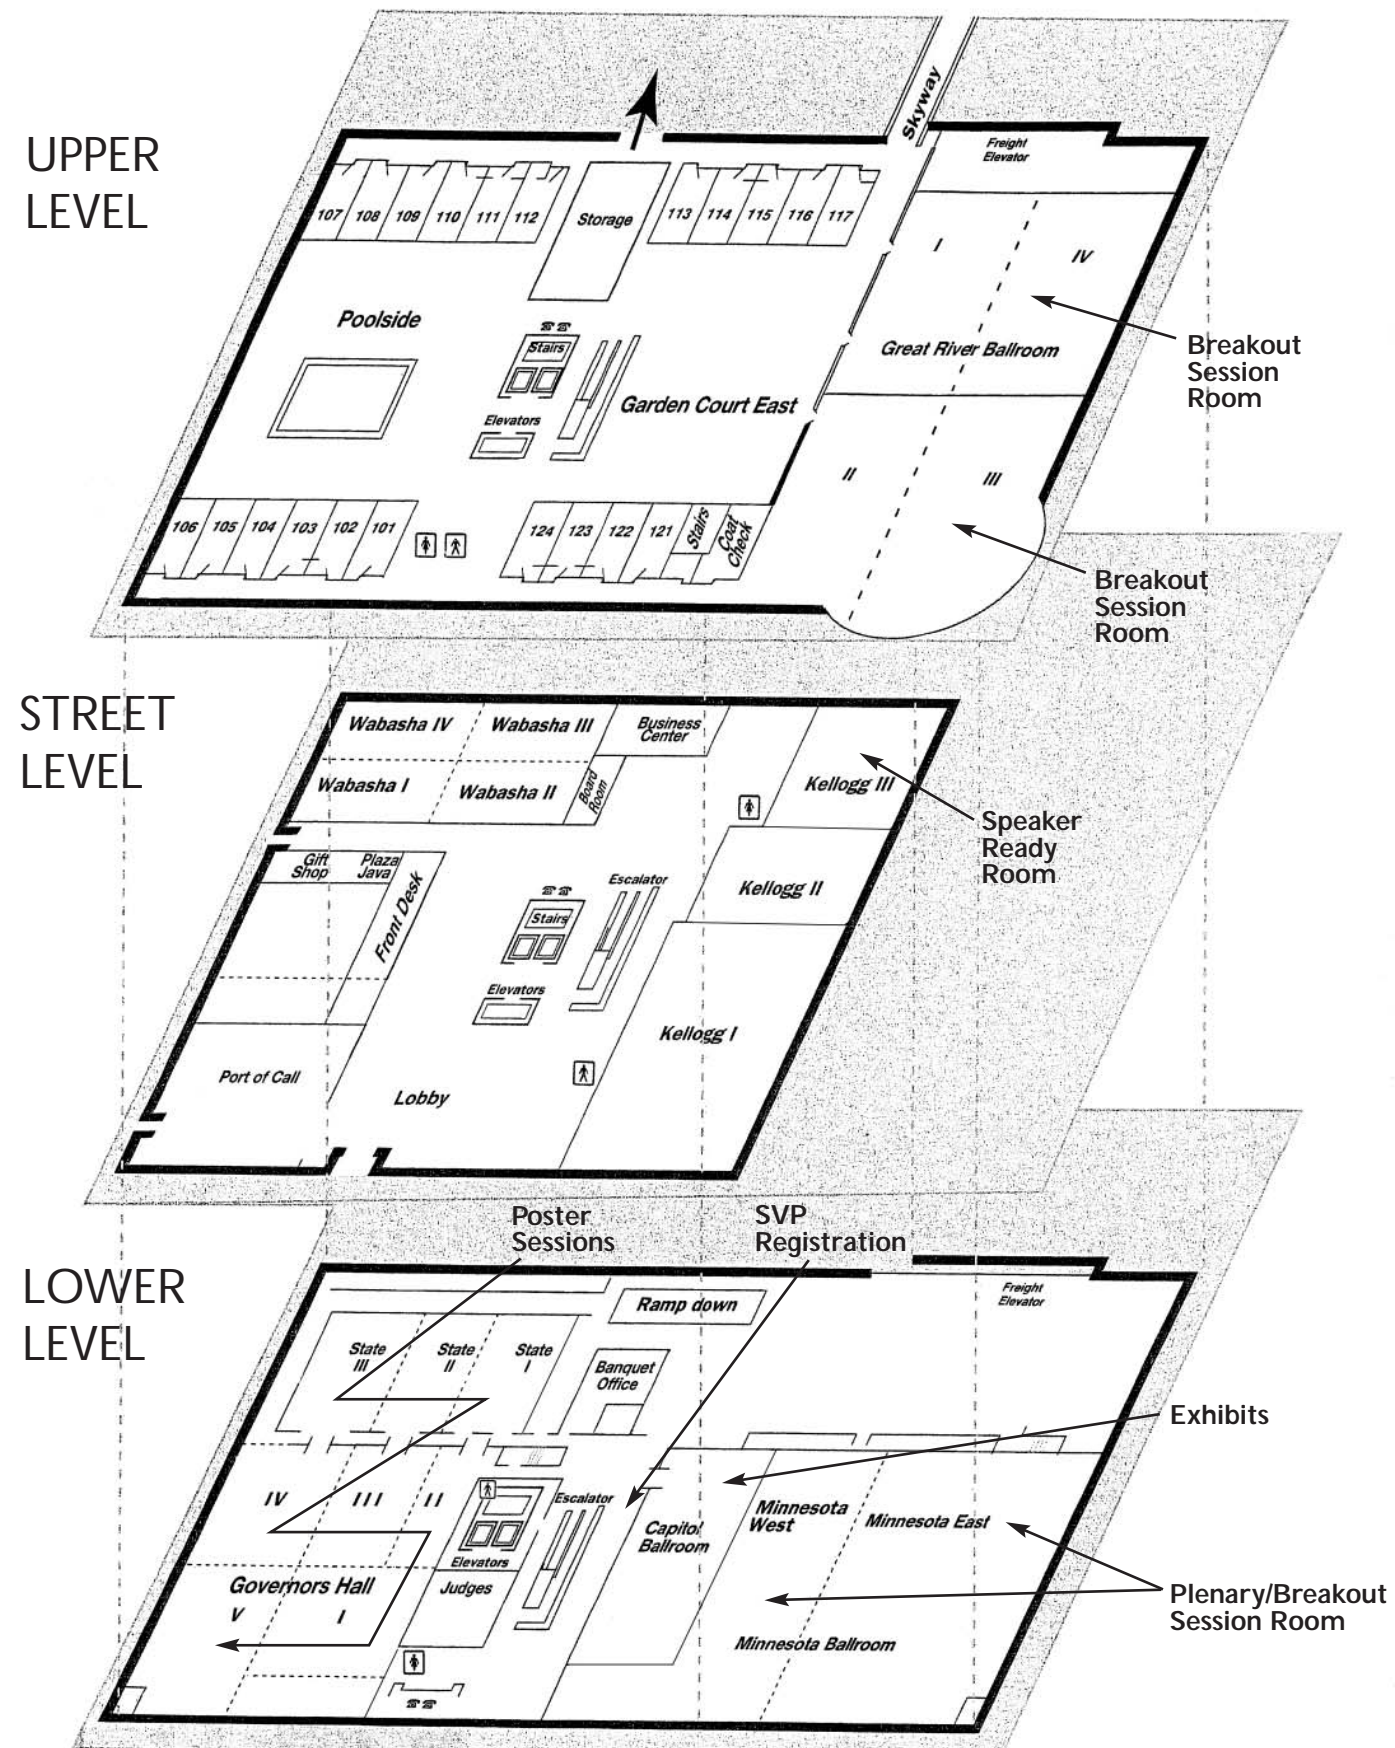 UPPER
LEVEL
Skyway
Freight
Elevator
107 108 109 110 111 112
Storage
113 114 115 116 117
I
IV
Poolside
Stairs
Great River Ballroom
Breakout
Session
Room
Garden Court East
Elevators
II
III
106 105 104 103 102 101
124 123 122 121
Stairs
Coat
Check
Breakout
Session
Room
STREET
LEVEL
Wabasha IV
Wabasha III
Business
Center
Wabasha I
Wabasha II
Board
Room
Kellogg III
Speaker
Ready
Room
Gift
Shop
Plaza
Java
Front Desk
Escalator
Kellogg II
Stairs
Elevators
Kellogg I
Port of Call
Lobby
Poster
Sessions
SVP
Registration
LOWER
LEVEL
Freight
Elevator
Ramp down
State
III
State
II
State
I
Banquet
Office
Exhibits
IV
III
II
Escalator
Capitol
Ballroom
Minnesota
West
Minnesota East
Elevators
Governors Hall
Judges
V
I
Plenary/Breakout
Session Room
Minnesota Ballroom